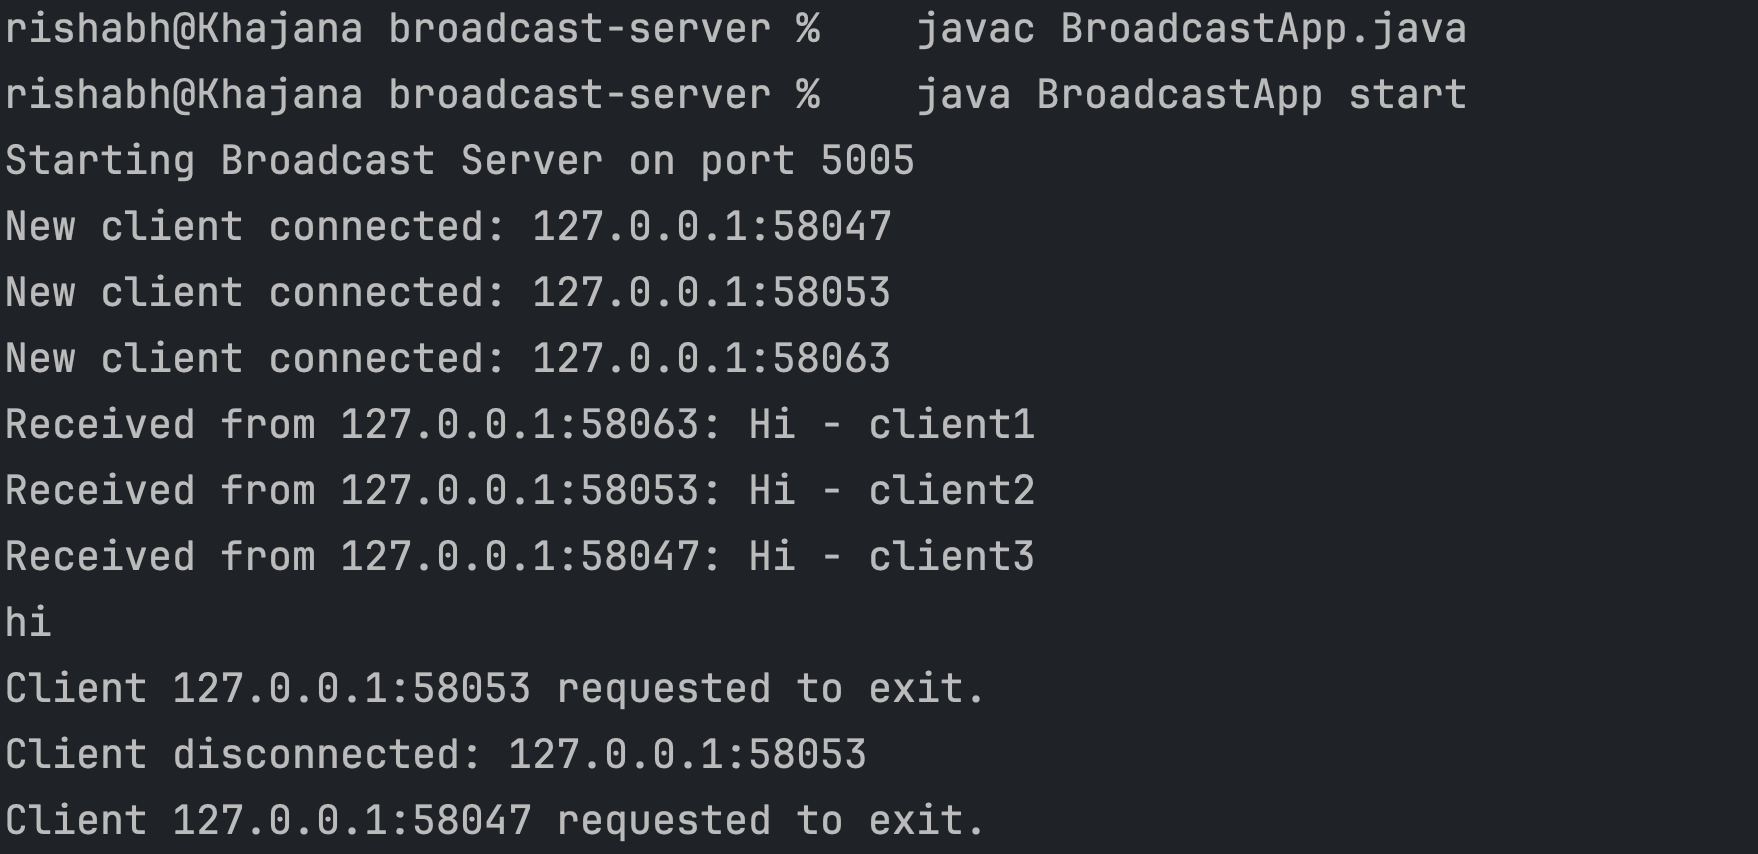 rishabh@Khajana broadcast-server %    javac BroadcastApp.java
rishabh@Khajana broadcast-server %    java BroadcastApp start
Starting Broadcast Server on port 5005
New client connected: 127.0.0.1:58047
New client connected: 127.0.0.1:58053
New client connected: 127.0.0.1:58063
Received from 127.0.0.1:58063: Hi - client1
Received from 127.0.0.1:58053: Hi - client2
Received from 127.0.0.1:58047: Hi - client3
hi
Client 127.0.0.1:58053 requested to exit.
Client disconnected: 127.0.0.1:58053
Client 127.0.0.1:58047 requested to exit.